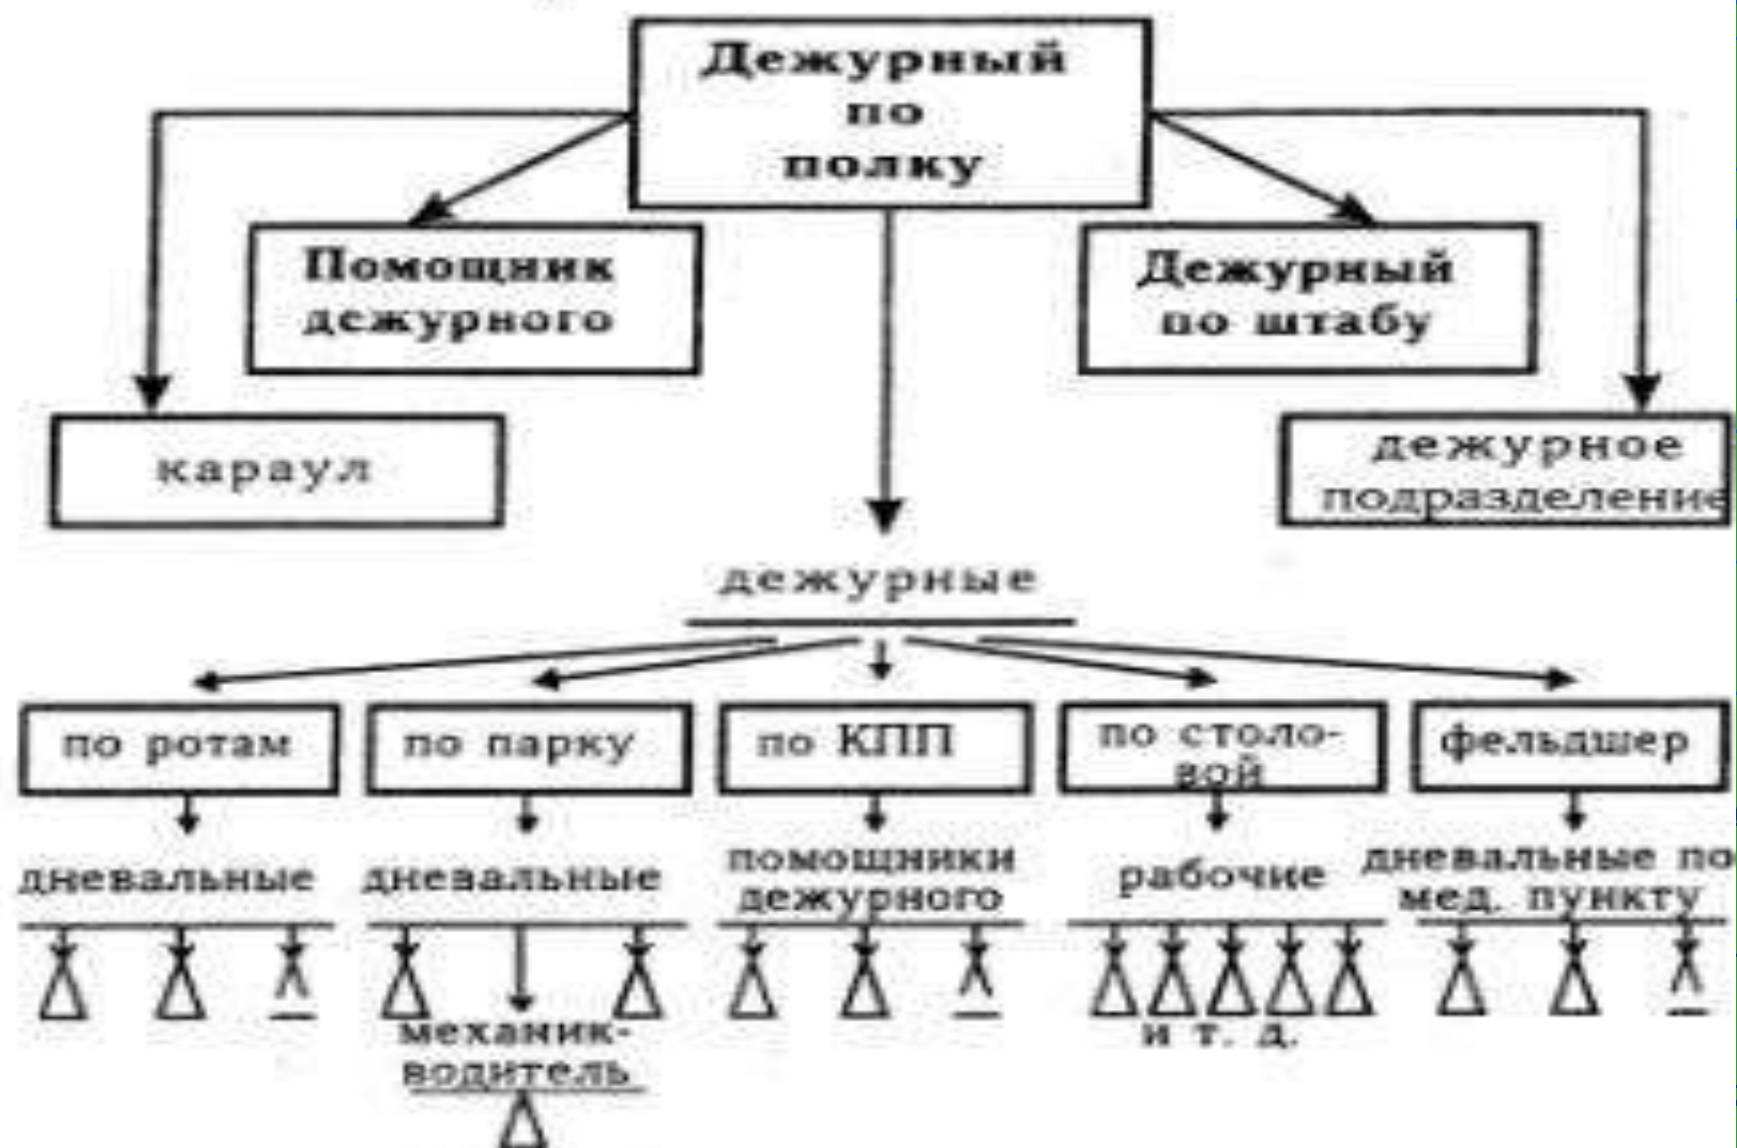 Дежурный
по
полку
Помощник
дежурного
Дежурный
по штабу
караул
дежурное
подразделение
дежурные
по ротам
по парку
по КПП
по столо-
вой
фельдшер
дневальные
дневальные
помощники
дежурного
рабочие
дневальные по
мед. пункту
и т. д.
механик-
водитель